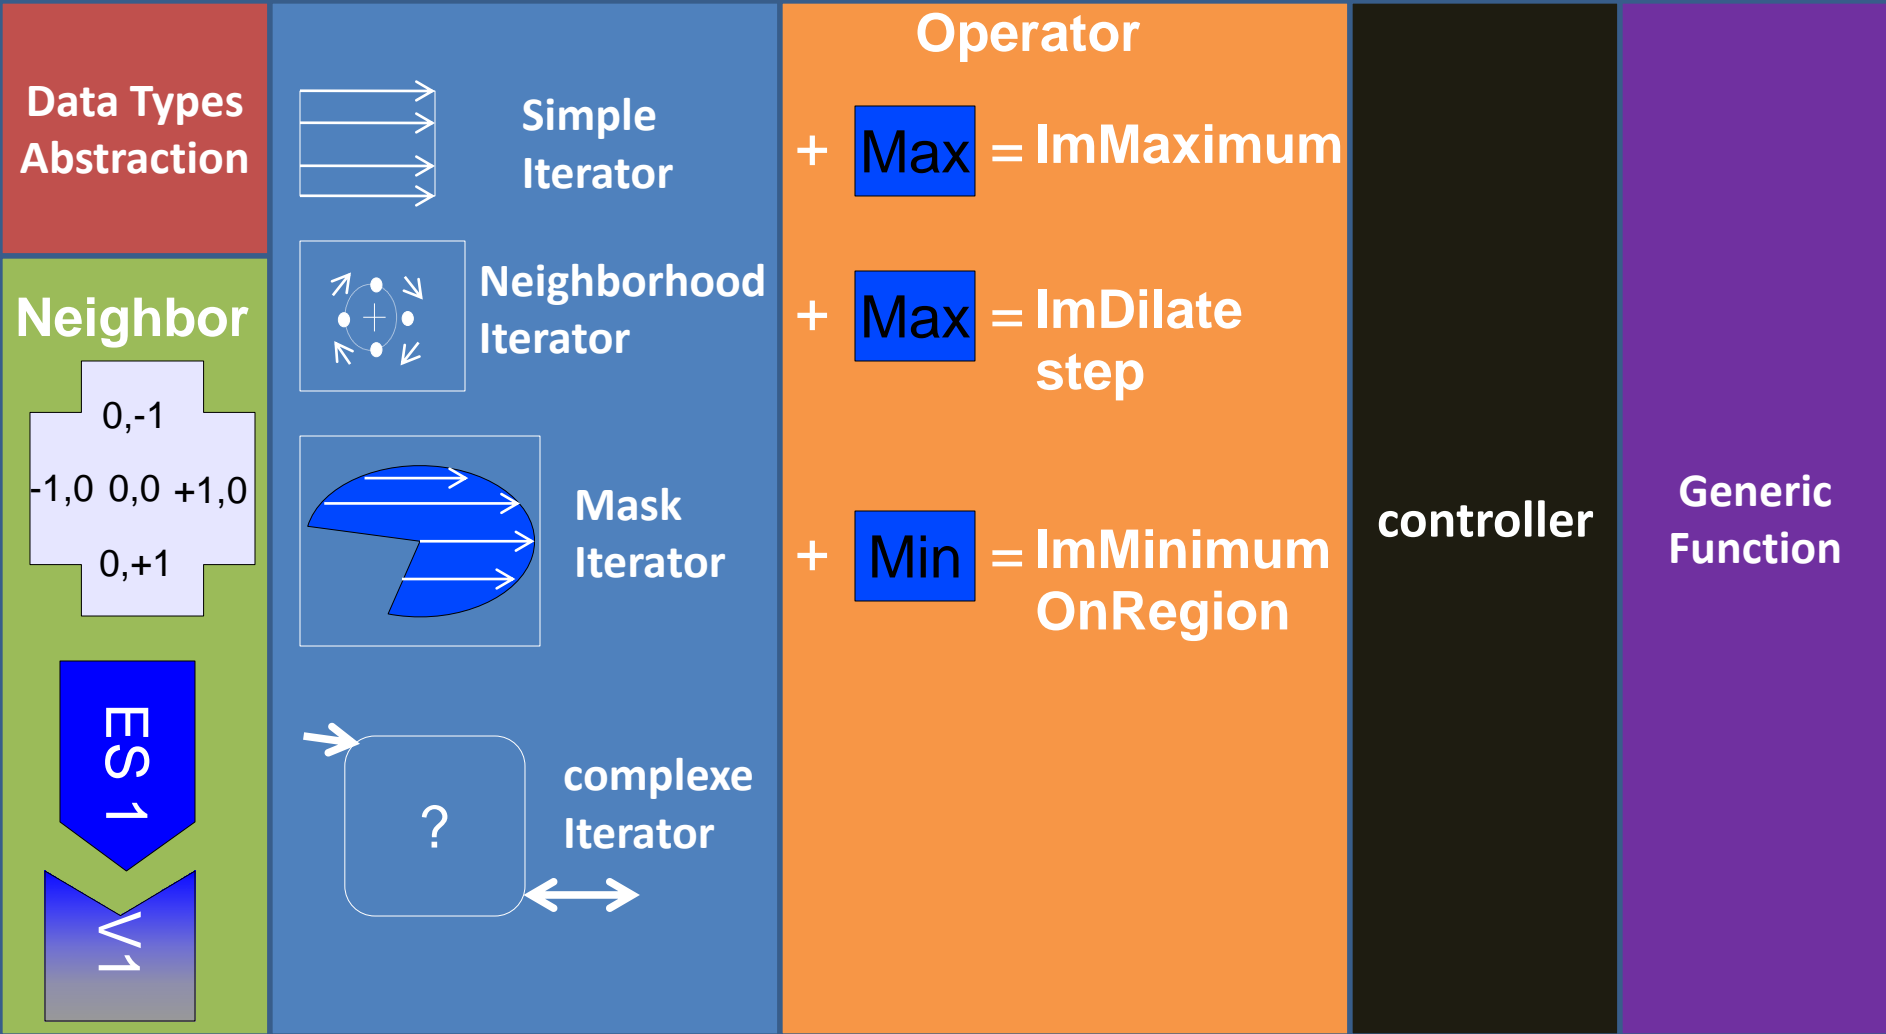 Data Types
Abstraction
Neighbor
0,-1
-1,0 0,0 +1,0
0,+1
ES 1
V1
Simple
Iterator
Neighborhood
Iterator
Mask
Iterator
?
complexe
Iterator
Operator
+ Max = ImMaximum
+ Max = ImDilate
step
+ Min = ImMinimum
OnRegion
controller
Generic
Function